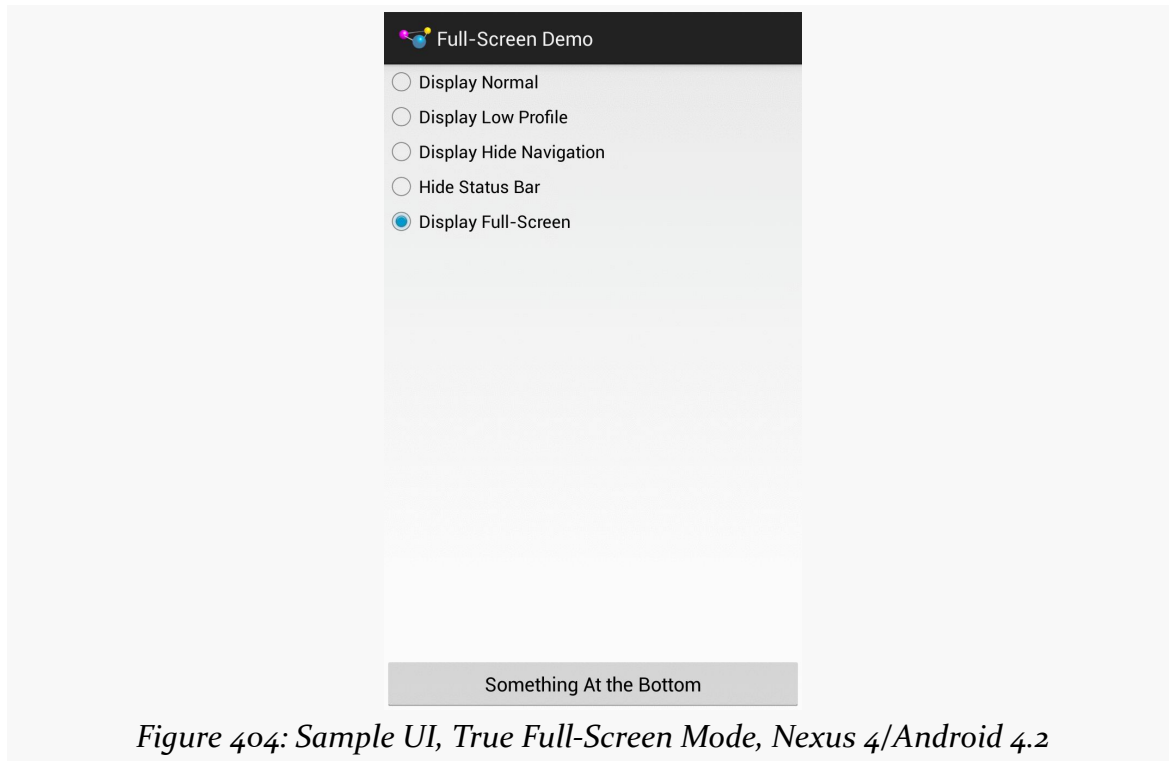 Full-Screen Demo
Display Normal
Display Low Profile
Display Hide Navigation
Hide Status Bar
Display Full-Screen
Something At the Bottom
Figure 404: Sample UI, True Full-Screen Mode, Nexus 4/Android 4.2